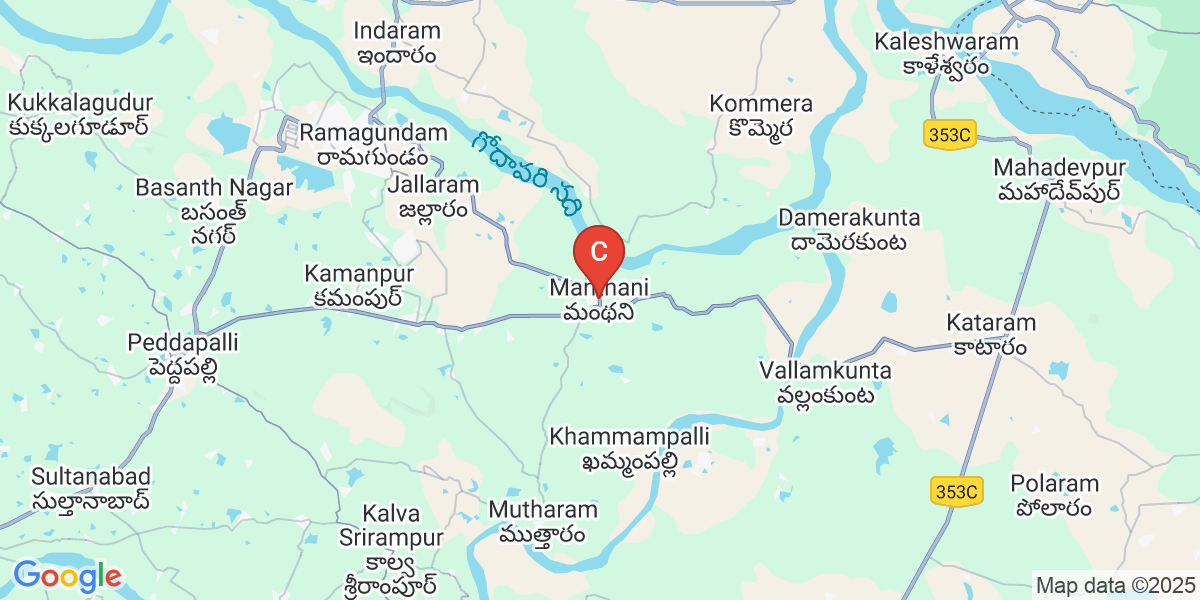 Indaram
ఇందారం
Kaleshwaram
కాళేశ్వరం
Kukkalagudur
కుక్కలగూడూర్
Kommera
కొమ్మెర
Ramagundam
రామగుండం
353C
గోదావరి నది
Mahadevpur
మహాదేవ్‌పుర్
Jallaram
జల్లారం
Basanth Nagar
బసంత్
నగర్
Damerakunta
దామెరకుంట
C
Kamanpur
కమంపుర్
Manthani
మంథని
Kataram
కాటారం
Peddapalli
పెద్దపల్లి
Vallamkunta
వల్లంకుంట
Khammampalli
ఖమ్మంపల్లి
Sultanabad
సుల్తానాబాద్
353C
Polaram
పోలారం
Mutharam
ముత్తారం
Kalva
Srirampur
కాల్వ
శ్రీరాంపూర్
Google
Map data ©2025